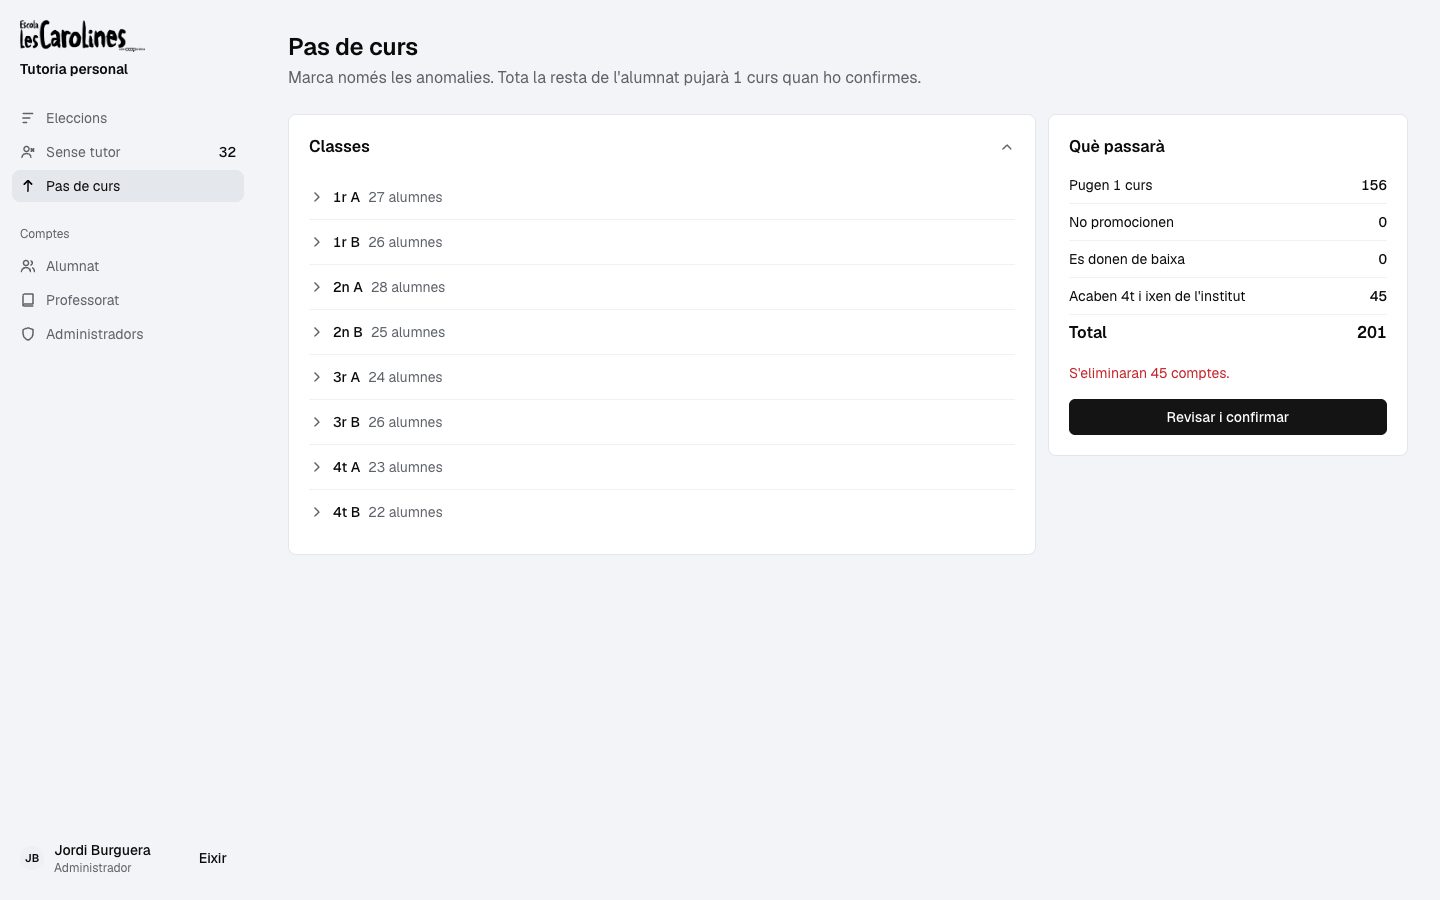 Escola
les Carolines
Tutoria personal
Eleccions
Sense tutor 32
Pas de curs
Comptes
Alumnat
Professorat
Administradors
JB
Jordi Burguera
Administrador
Eixir
Pas de curs
Marca només les anomalies. Tota la resta de l'alumnat pujarà 1 curs quan ho confirmes.
Classes
1r A 27 alumnes
1r B 26 alumnes
2n A 28 alumnes
2n B 25 alumnes
3r A 24 alumnes
3r B 26 alumnes
4t A 23 alumnes
4t B 22 alumnes
Què passarà
Pugen 1 curs 156
No promocionen 0
Es donen de baixa 0
Acaben 4t i ixen de l'institut 45
Total 201
S'eliminaran 45 comptes.
Revisar i confirmar